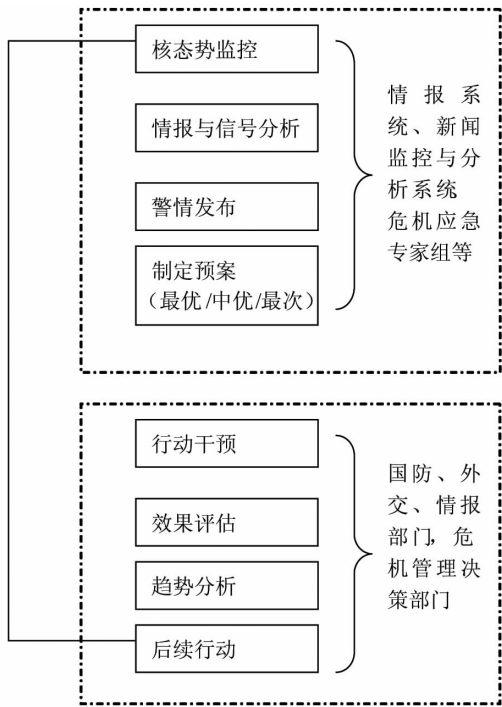 核态势监控
情报与信号分析
警情发布
制定预案
（最优/中优/最次）
情报系
统、新闻
监控与分
析系统,
危机应急
专家组等
行动干预
效果评估
趋势分析
后续行动
国防、外
交、情报
部门,危
机管理决
策部门